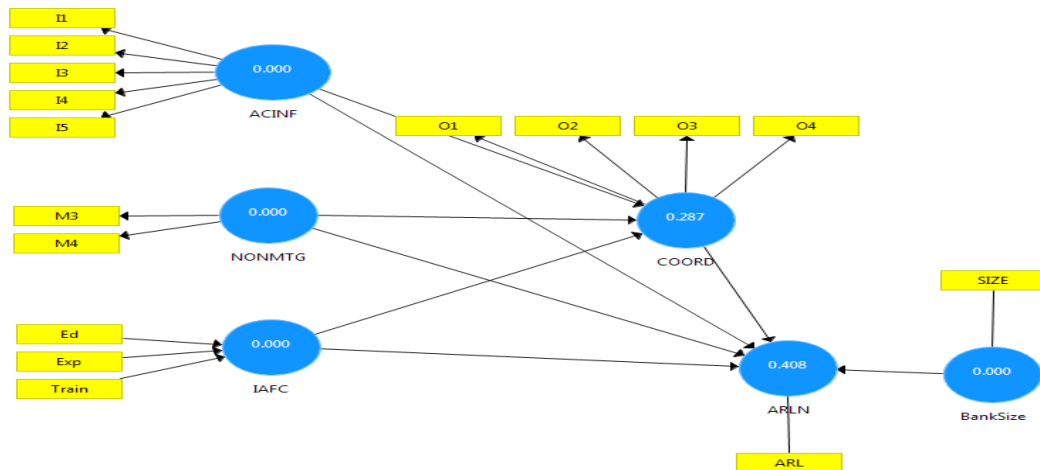 I1
I2
I3
I4
I5
0.000
ACINF
O1
O2
O3
O4
M3
M4
0.000
NONMTG
0.287
COORD
SIZE
Ed
Exp
Train
0.000
IAFC
0.408
ARLN
0.000
BankSize
ARL